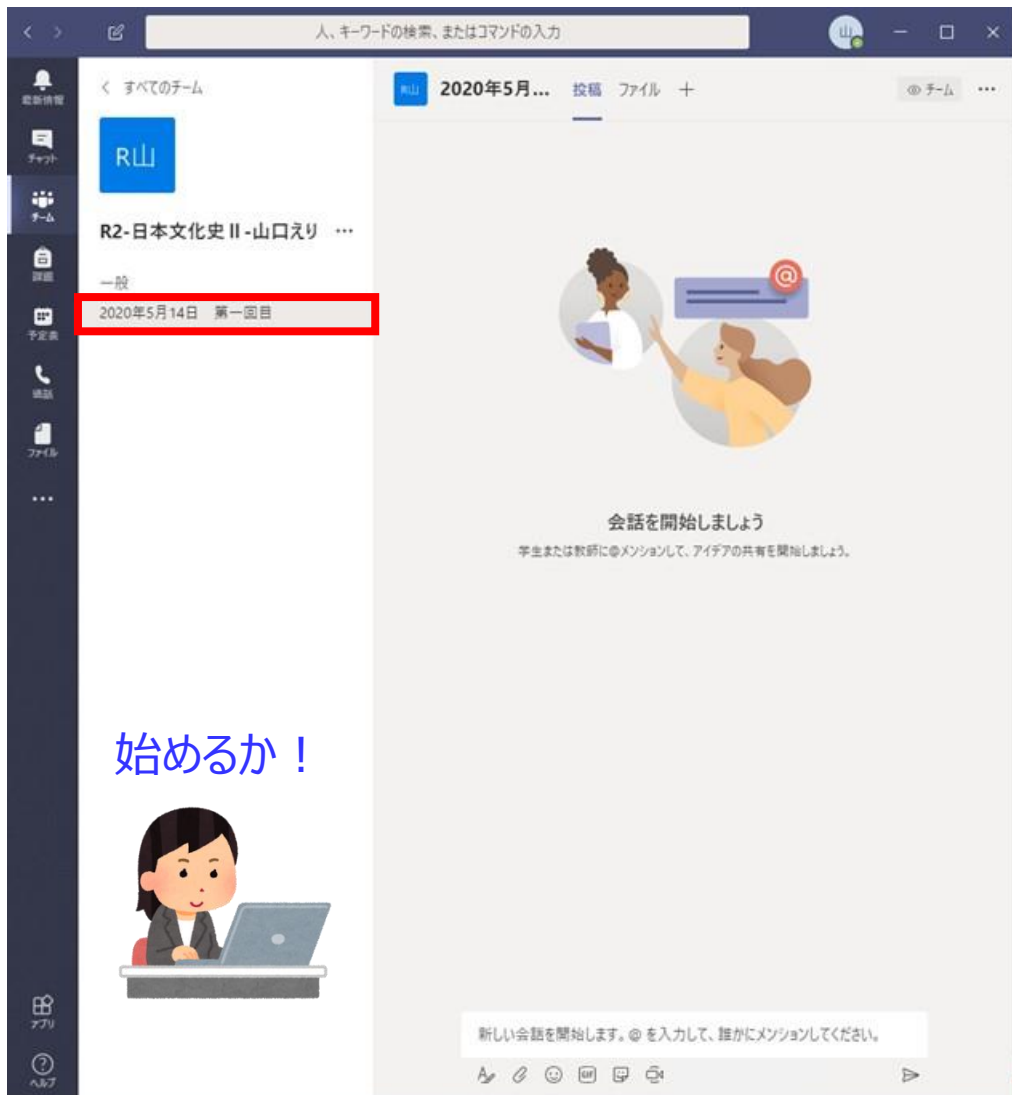 人、キーワードの検索、またはコマンドの入力
山
最新情報
チャット
チーム
課題
予定表
通話
ファイル
アプリ
ヘルプ
すべてのチーム
R山
R2-日本文化史Ⅱ-山口えり
一般
2020年5月14日　第一回目
始めるか！
R山 2020年5月... 投稿 ファイル ＋
チーム
会話を開始しましょう
学生または教師に@メンションして、アイデアの共有を開始しましょう。
新しい会話を開始します。@ を入力して、誰かにメンションしてください。
GIF